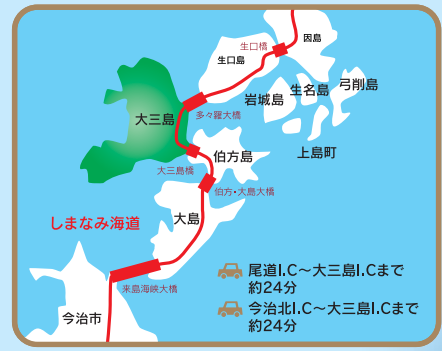 生口橋
因島
生口島
岩城島
生名島
弓削島
多々羅大橋
大三島
上島町
大三島橋
伯方島
伯方・大島大橋
大島
しまなみ海道
来島海峡大橋
今治市
尾道I.C～大三島I.Cまで
約24分
今治北I.C～大三島I.Cまで
約24分